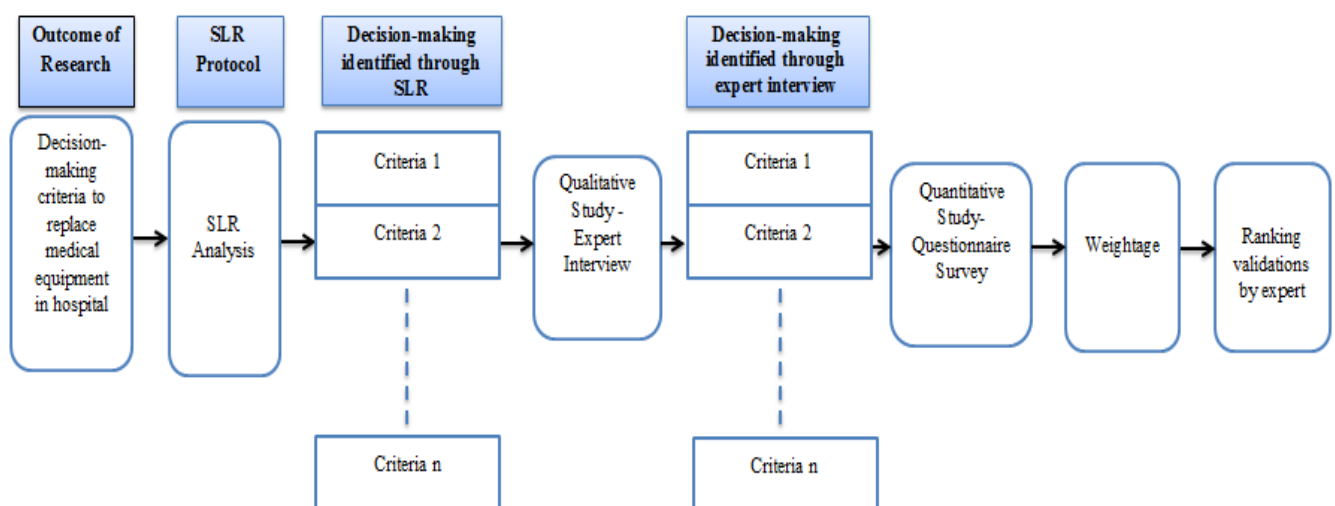 Outcome of
Research
SLR
Protocol
Decision-making
identified through
SLR
Decision-making
identified through
expert interview
Decision-
making
criteria to
replace
medical
equipment
in hospital
SLR
Analysis
Criteria 1
Criteria 2
Criteria n
Qualitative
Study -
Expert
Interview
Criteria 1
Criteria 2
Criteria n
Quantitative
Study-
Questionnaire
Survey
Weightage
Ranking
validations
by expert